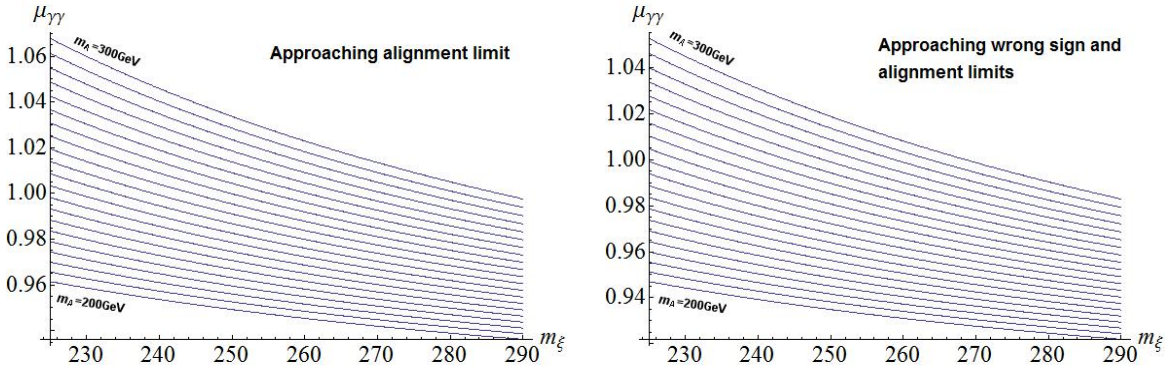 μγγ
1.06
1.04
1.02
1.00
0.98
0.96
mA=300GeV
Approaching alignment limit
mA=200GeV
230 240 250 260 270 280 290 mξ
μγγ
1.04
1.02
1.00
0.98
0.96
0.94
mA=300GeV
Approaching wrong sign and
alignment limits
mA=200GeV
230 240 250 260 270 280 290 mξ